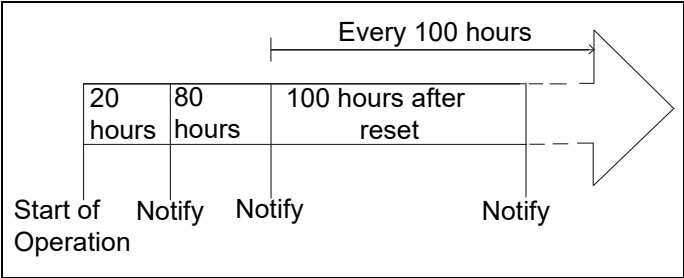 Every 100 hours
20
hours
80
hours
100 hours after
reset
Start of
Operation
Notify
Notify
Notify